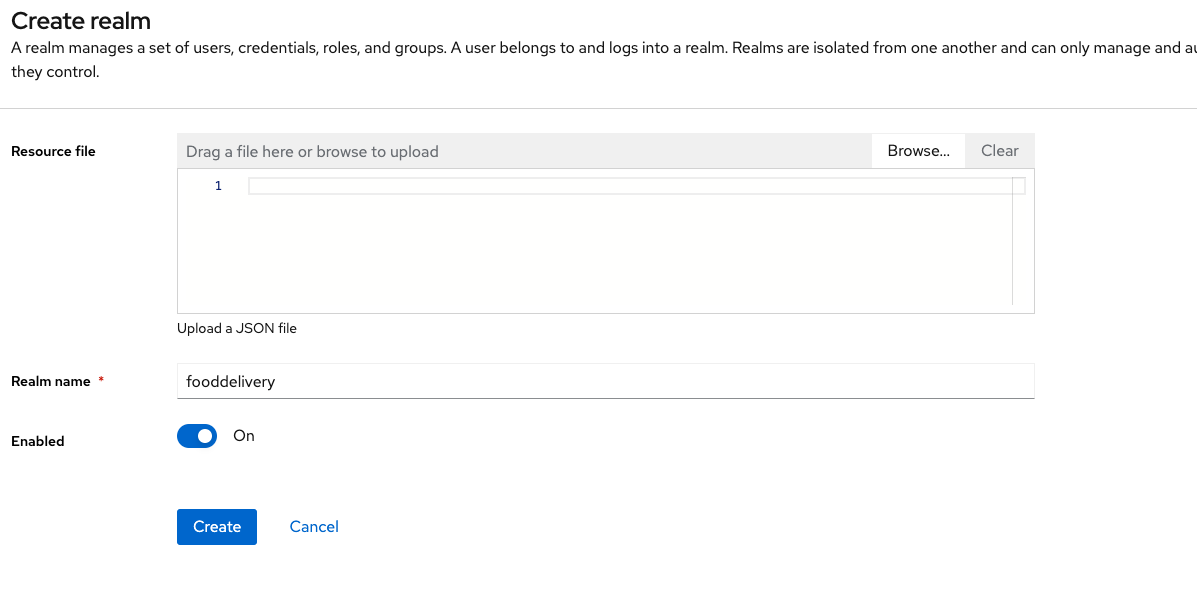 Create realm
A realm manages a set of users, credentials, roles, and groups. A user belongs to and logs into a realm. Realms are isolated from one another and can only manage and
they control.
Resource file
Drag a file here or browse to upload
Browse...
Clear
1
Upload a JSON file
Realm name *
fooddelivery
Enabled
On
Create
Cancel